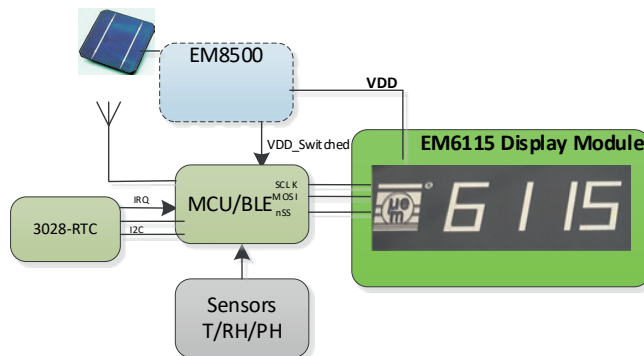 EM8500
VDD
VDD_Switched
EM6115 Display Module
SCLK
MOSI
nSS
MCU/BLE
IRQ
I2C
3028-RTC
µe
m
6115
Sensors
T/RH/PH